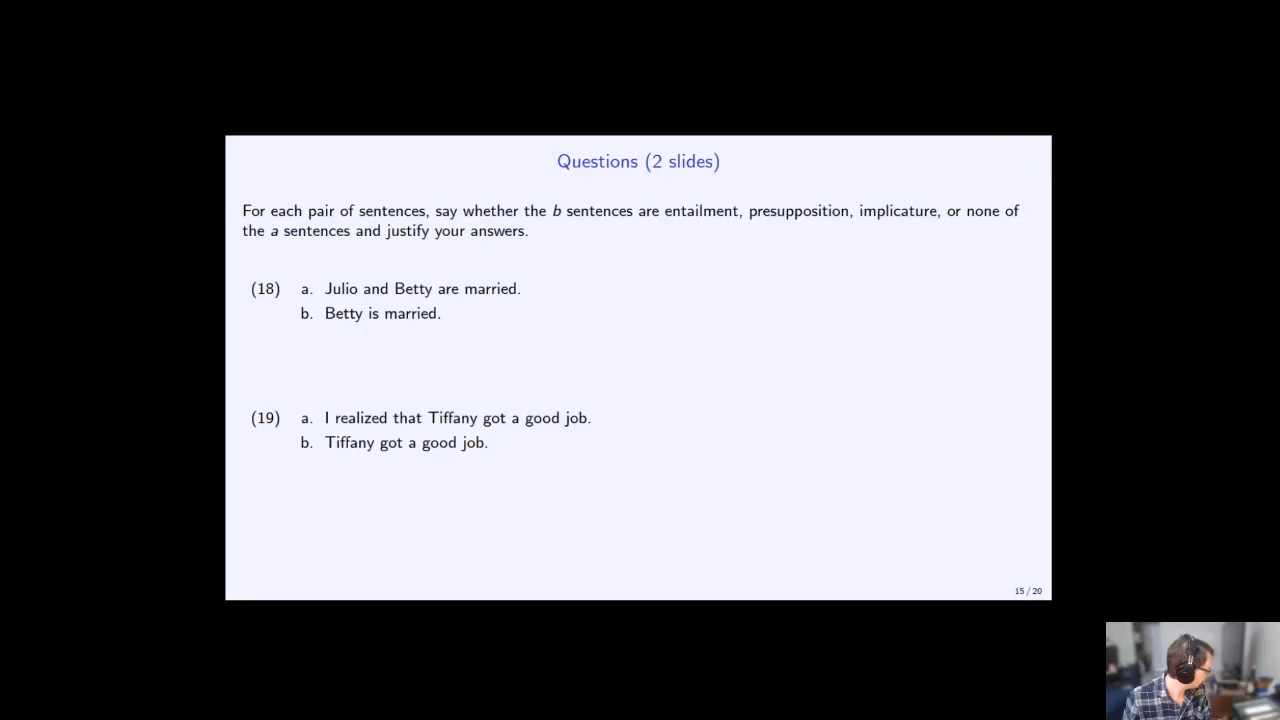 Questions (2 slides)
For each pair of sentences, say whether the b sentences are entailment, presupposition, implicature, or none of
the a sentences and justify your answers.
(18) a. Julio and Betty are married.
b. Betty is married.
(19) a. I realized that Tiffany got a good job.
b. Tiffany got a good job.
15 / 20